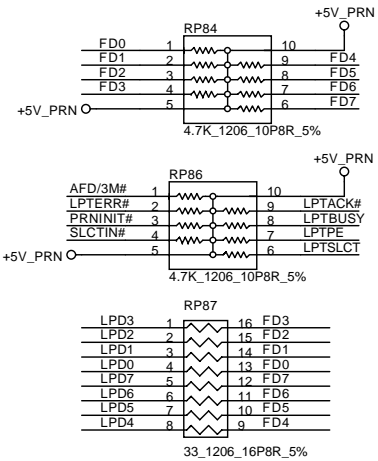 +5V_PRN
RP84
FD0 1 10
FD1 2 9 FD4
FD2 3 8 FD5
FD3 4 7 FD6
+5V_PRN 5 6 FD7
4.7K_1206_10P8R_5%
+5V_PRN
RP86
AFD/3M# 1 10
LPTERR# 2 9 LPTACK#
PRNINIT# 3 8 LPTBUSY
SLCTIN# 4 7 LPTPE
+5V_PRN 5 6 LPTSLCT
4.7K_1206_10P8R_5%
RP87
LPD3 1 16 FD3
LPD2 2 15 FD2
LPD1 3 14 FD1
LPD0 4 13 FD0
LPD7 5 12 FD7
LPD6 6 11 FD6
LPD5 7 10 FD5
LPD4 8 9 FD4
33_1206_16P8R_5%